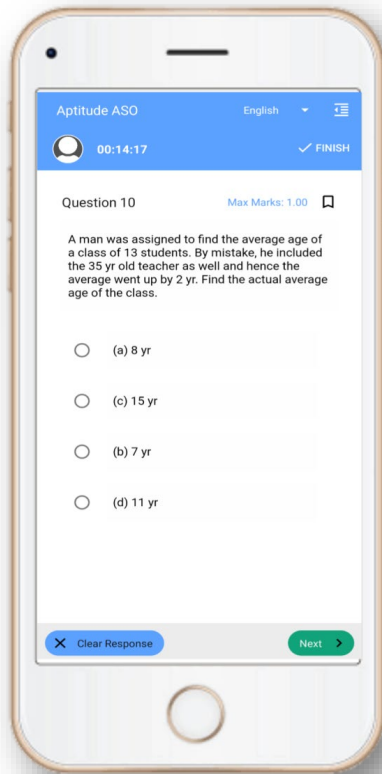 Aptitude ASO English
00:14:17 FINISH
Question 10 Max Marks: 1.00
A man was assigned to find the average age of
a class of 13 students. By mistake, he included
the 35 yr old teacher as well and hence the
average went up by 2 yr. Find the actual average
age of the class.
(a) 8 yr
(c) 15 yr
(b) 7 yr
(d) 11 yr
Clear Response Next